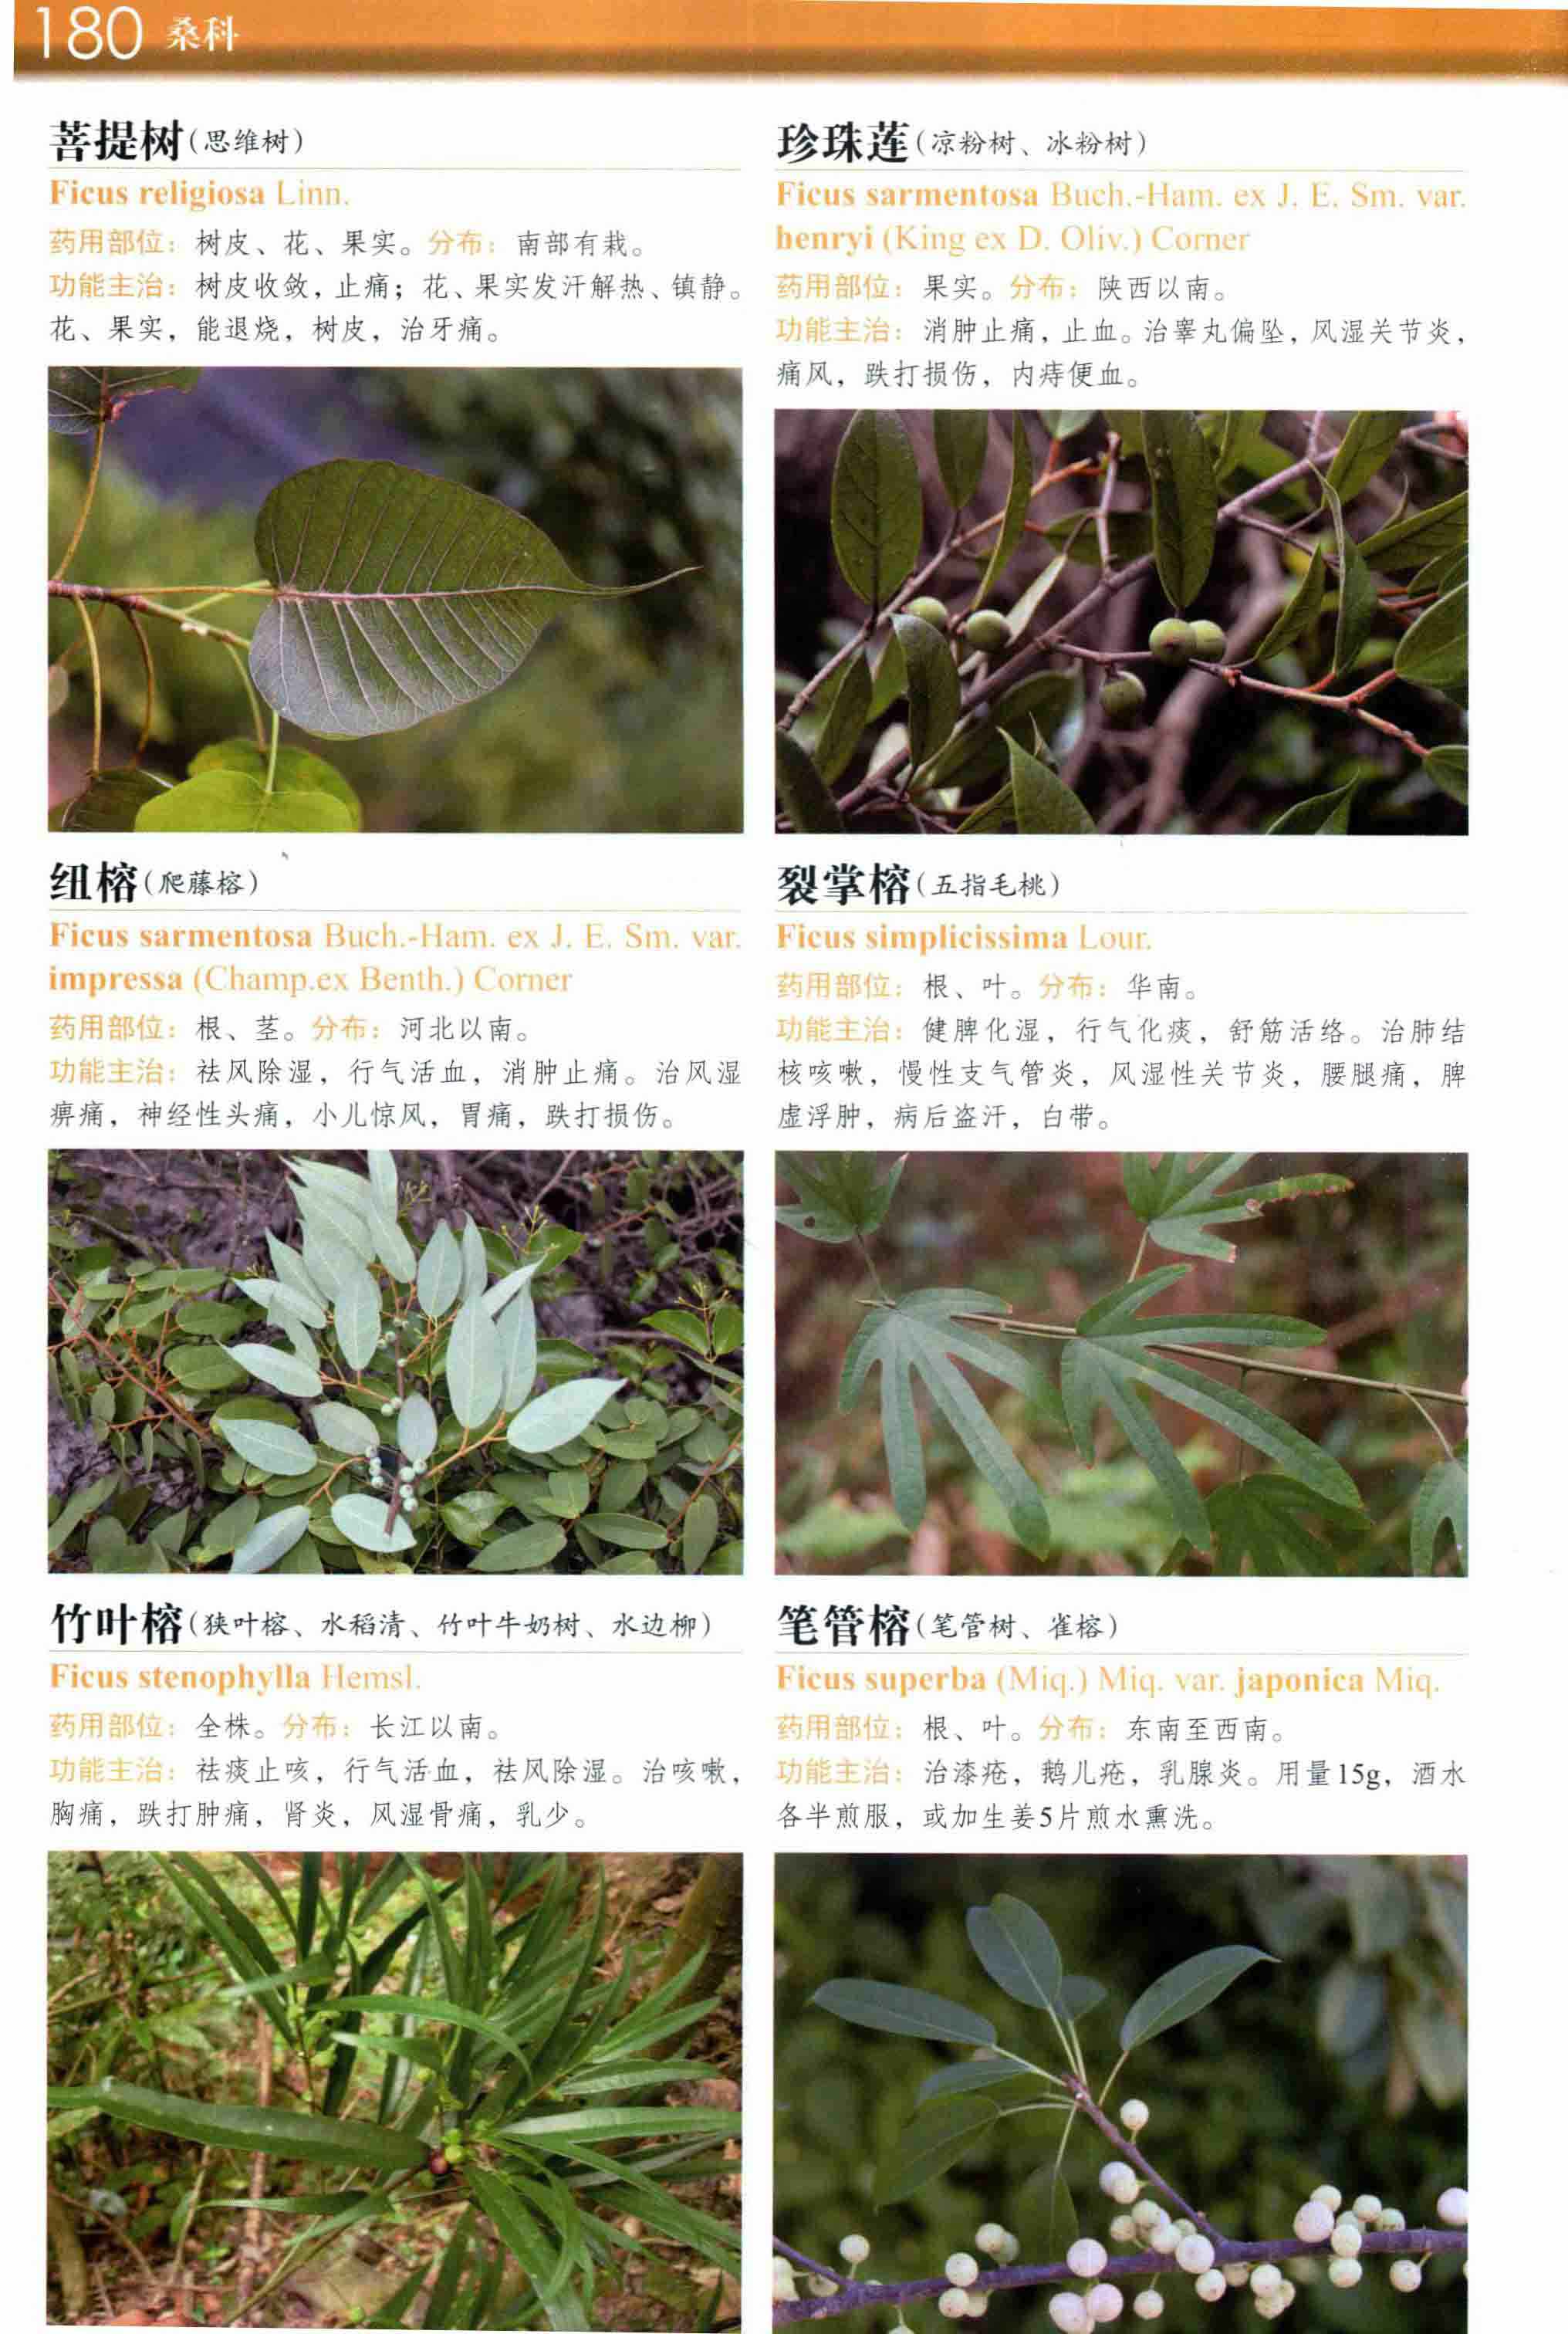 180 桑科
菩提树(思维树)
Ficus religiosa Linn.
药用部位：树皮、花、果实。分布：南部有栽。
功能主治：树皮收敛，止痛；花、果实发汗解热、镇静。
花、果实，能退烧，树皮，治牙痛。
纽榕(爬藤榕)
Ficus sarmentosa Buch.-Ham. ex J. E. Sm. var.
impressa (Champ.ex Benth.) Corner
药用部位：根、茎。分布：河北以南。
功能主治：祛风除湿，行气活血，消肿止痛。治风湿
痹痛，神经性头痛，小儿惊风，胃痛，跌打损伤。
竹叶榕(狭叶榕、水稻清、竹叶牛奶树、水边柳)
Ficus stenophylla Hemsl.
药用部位：全株。分布：长江以南。
功能主治：祛痰止咳，行气活血，祛风除湿。治咳嗽，
胸痛，跌打肿痛，肾炎，风湿骨痛，乳少。
珍珠莲(凉粉树、冰粉树)
Ficus sarmentosa Buch.-Ham. ex J. E. Sm. var.
henryi (King ex D. Oliv.) Corner
药用部位：果实。分布：陕西以南。
功能主治：消肿止痛，止血。治睾丸偏坠，风湿关节炎，
痛风，跌打损伤，内痔便血。
裂掌榕(五指毛桃)
Ficus simplicissima Lour.
药用部位：根、叶。分布：华南。
功能主治：健脾化湿，行气化痰，舒筋活络。治肺结
核咳嗽，慢性支气管炎，风湿性关节炎，腰腿痛，脾
虚浮肿，病后盗汗，白带。
笔管榕(笔管树、雀榕)
Ficus superba (Miq.) Miq. var. japonica Miq.
药用部位：根、叶。分布：东南至西南。
功能主治：治漆疮，鹅儿疮，乳腺炎。用量15g，酒水
各半煎服，或加生姜5片煎水熏洗。